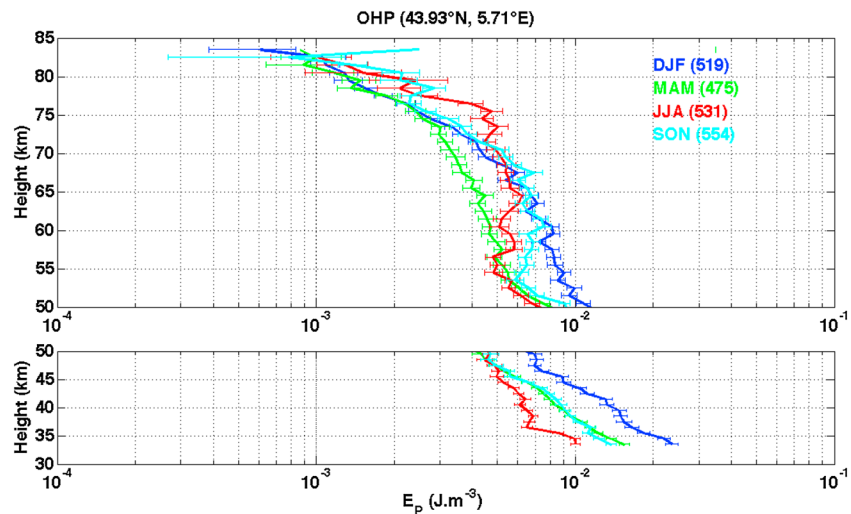 OHP (43.93°N, 5.71°E)
85
80
75
70
65
60
55
50
Height (km)
DJF (519)
MAM (475)
JJA (531)
SON (554)
10^-4
10^-3
10^-2
10^-1
50
45
40
35
30
Height (km)
10^-4
10^-3
10^-2
10^-1
E_P (J.m^-3)